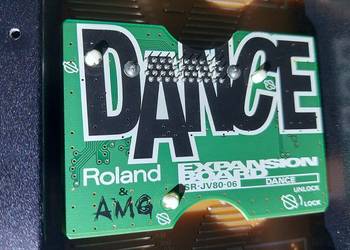 DANCE
Roland
EXPANSION
BOARD
SR-JV80-06 DANCE
& 
AMG
UNLOCK
LOCK